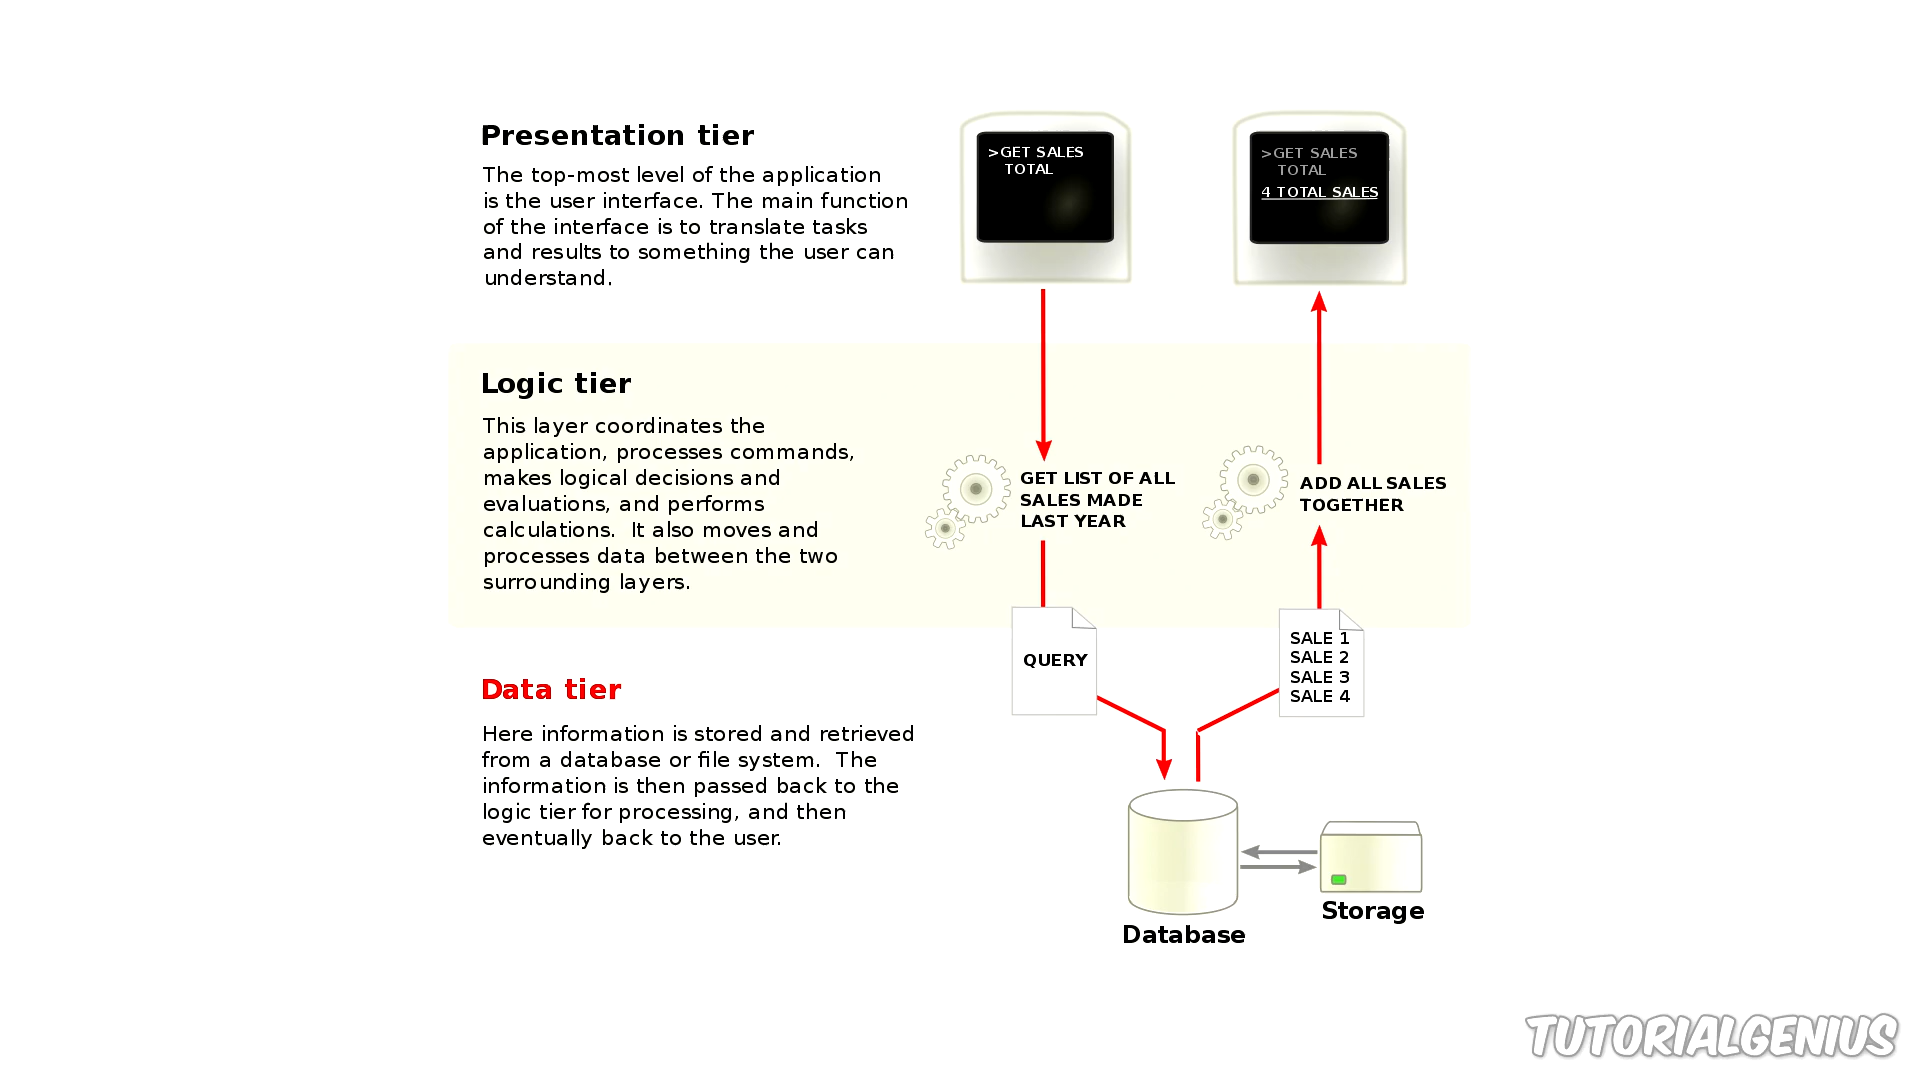 Presentation tier
The top-most level of the application
is the user interface. The main function
of the interface is to translate tasks
and results to something the user can
understand.
>GET SALES
TOTAL
>GET SALES
TOTAL
4 TOTAL SALES
Logic tier
This layer coordinates the
application, processes commands,
makes logical decisions and
evaluations, and performs
calculations.  It also moves and
processes data between the two
surrounding layers.
GET LIST OF ALL
SALES MADE
LAST YEAR
ADD ALL SALES
TOGETHER
QUERY
SALE 1
SALE 2
SALE 3
SALE 4
Data tier
Here information is stored and retrieved
from a database or file system.  The
information is then passed back to the
logic tier for processing, and then
eventually back to the user.
Database
Storage
TUTORIALGENIUS